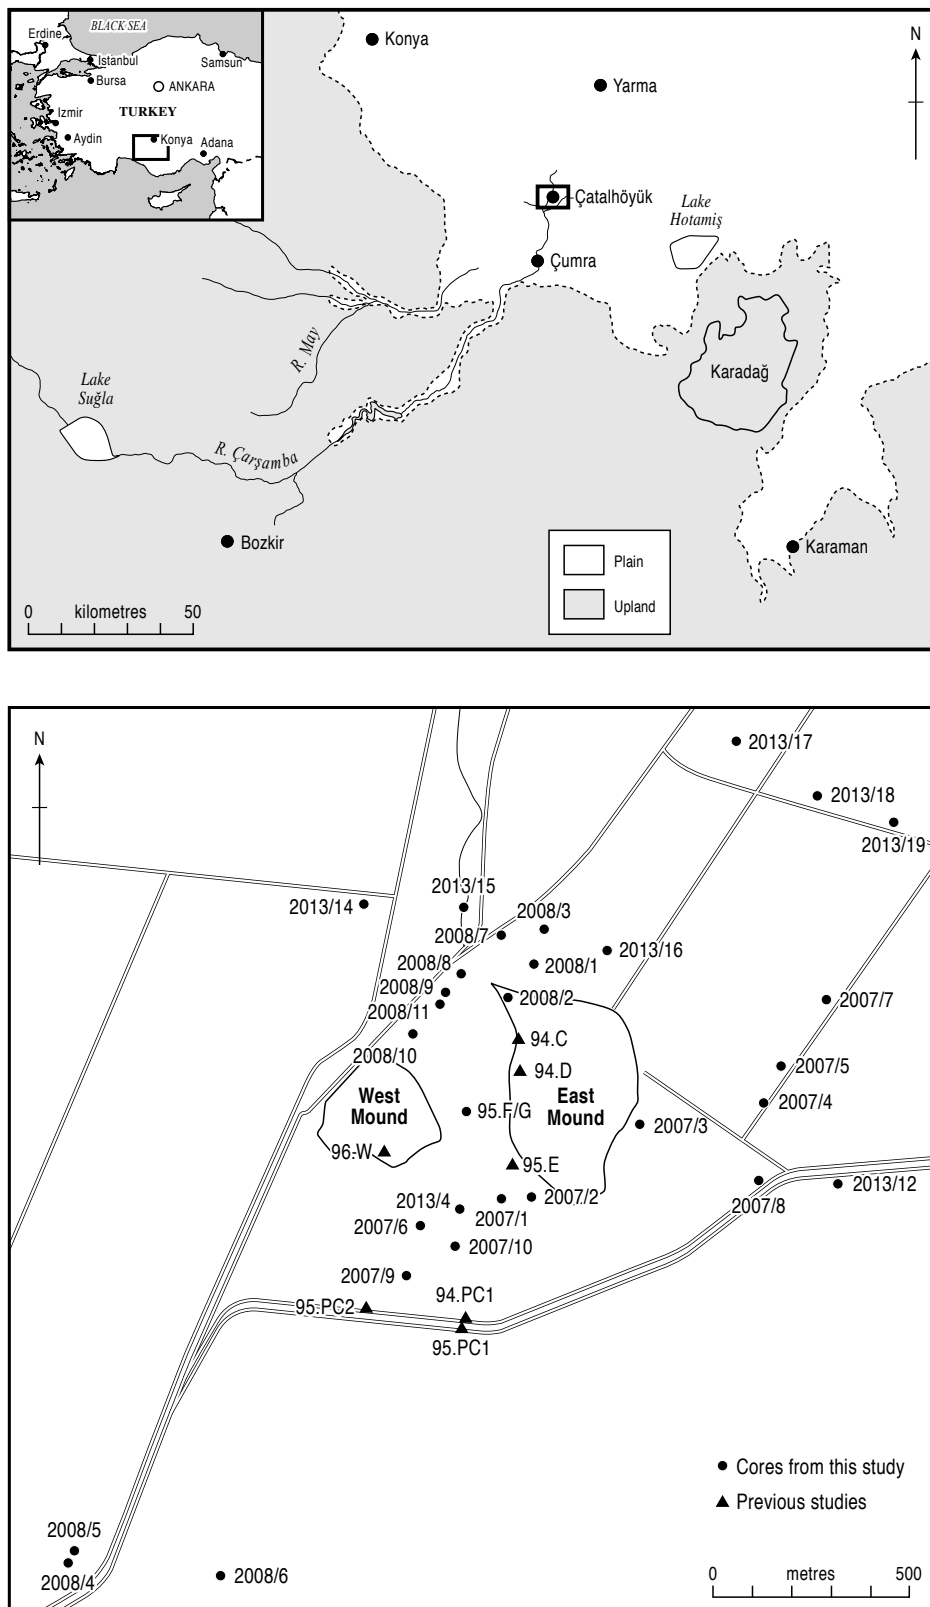 BLACK SEA
Erdine
Istanbul
Samsun
Bursa
ANKARA
Izmir
TURKEY
Aydin
Konya
Adana
Konya
N
Yarma
Çatalhöyük
Lake
Hotamiş
Çumra
R. May
Karadağ
Lake
Suğla
R. Çarşamba
Bozkir
Karaman
Plain
Upland
0 kilometres 50
N
2013/17
2013/18
2013/19
2013/15
2013/14
2008/3
2008/7
2013/16
2008/8
2008/1
2008/9
2008/2
2007/7
2008/11
94.C
2008/10
94.D
2007/5
West
Mound
East
Mound
2007/4
95.F/G
2007/3
96.W
95.E
2007/8
2013/12
2013/4
2007/2
2007/1
2007/6
2007/10
2007/9
94.PC1
95.PC2
95.PC1
Cores from this study
Previous studies
2008/5
2008/4
2008/6
0 metres 500